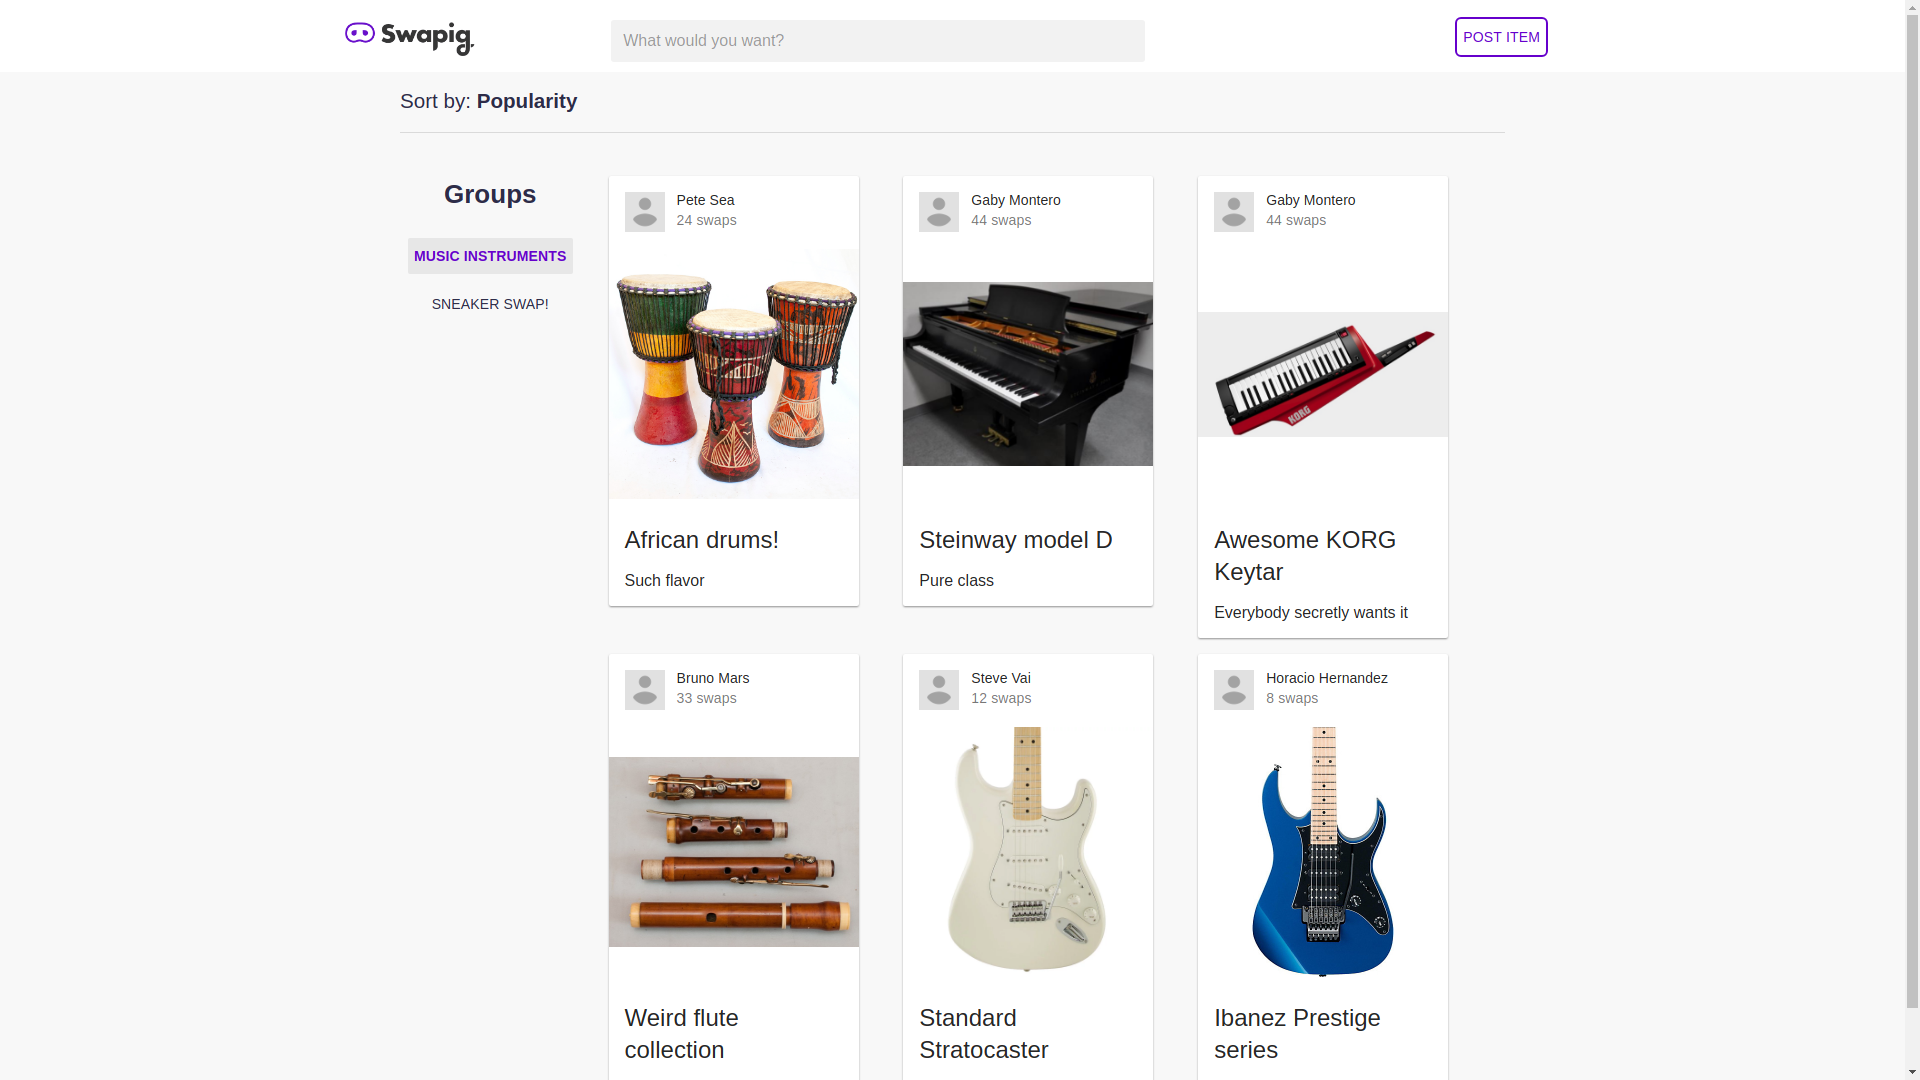 Swapig.
What would you want?
POST ITEM
Sort by: Popularity
Groups
MUSIC INSTRUMENTS
SNEAKER SWAP!
Pete Sea
24 swaps
African drums!
Such flavor
Gaby Montero
44 swaps
Steinway model D
Pure class
Gaby Montero
44 swaps
KORG
Awesome KORG
Keytar
Everybody secretly wants it
Bruno Mars
33 swaps
Weird flute
collection
Steve Vai
12 swaps
Standard
Stratocaster
Horacio Hernandez
8 swaps
Ibanez Prestige
series